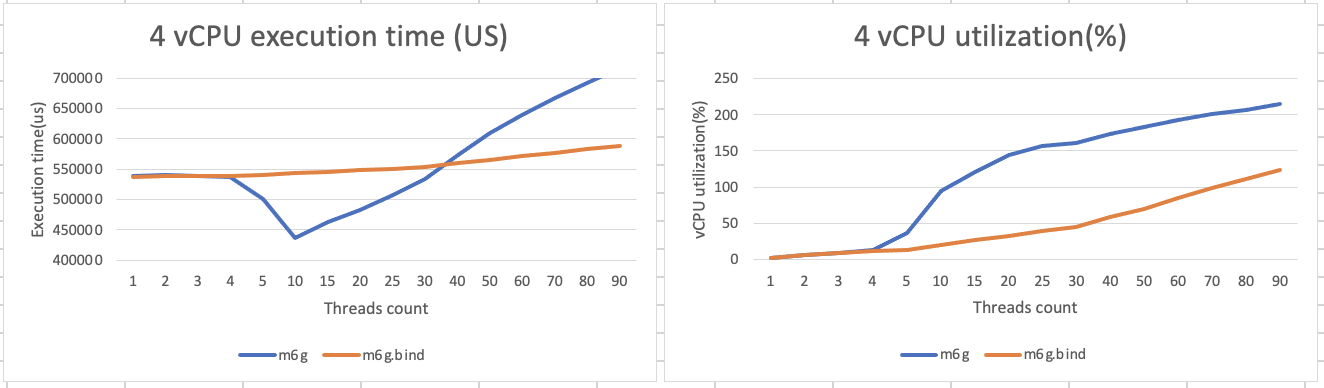 4 vCPU execution time (US)
Execution time(us)
700000
650000
600000
550000
500000
450000
400000
1 2 3 4 5 10 15 20 25 30 40 50 60 70 80 90
Threads count
m6g m6g.bind
4 vCPU utilization(%)
vCPU utilization(%)
250
200
150
100
50
0
1 2 3 4 5 10 15 20 25 30 40 50 60 70 80 90
Threads count
m6g m6g.bind